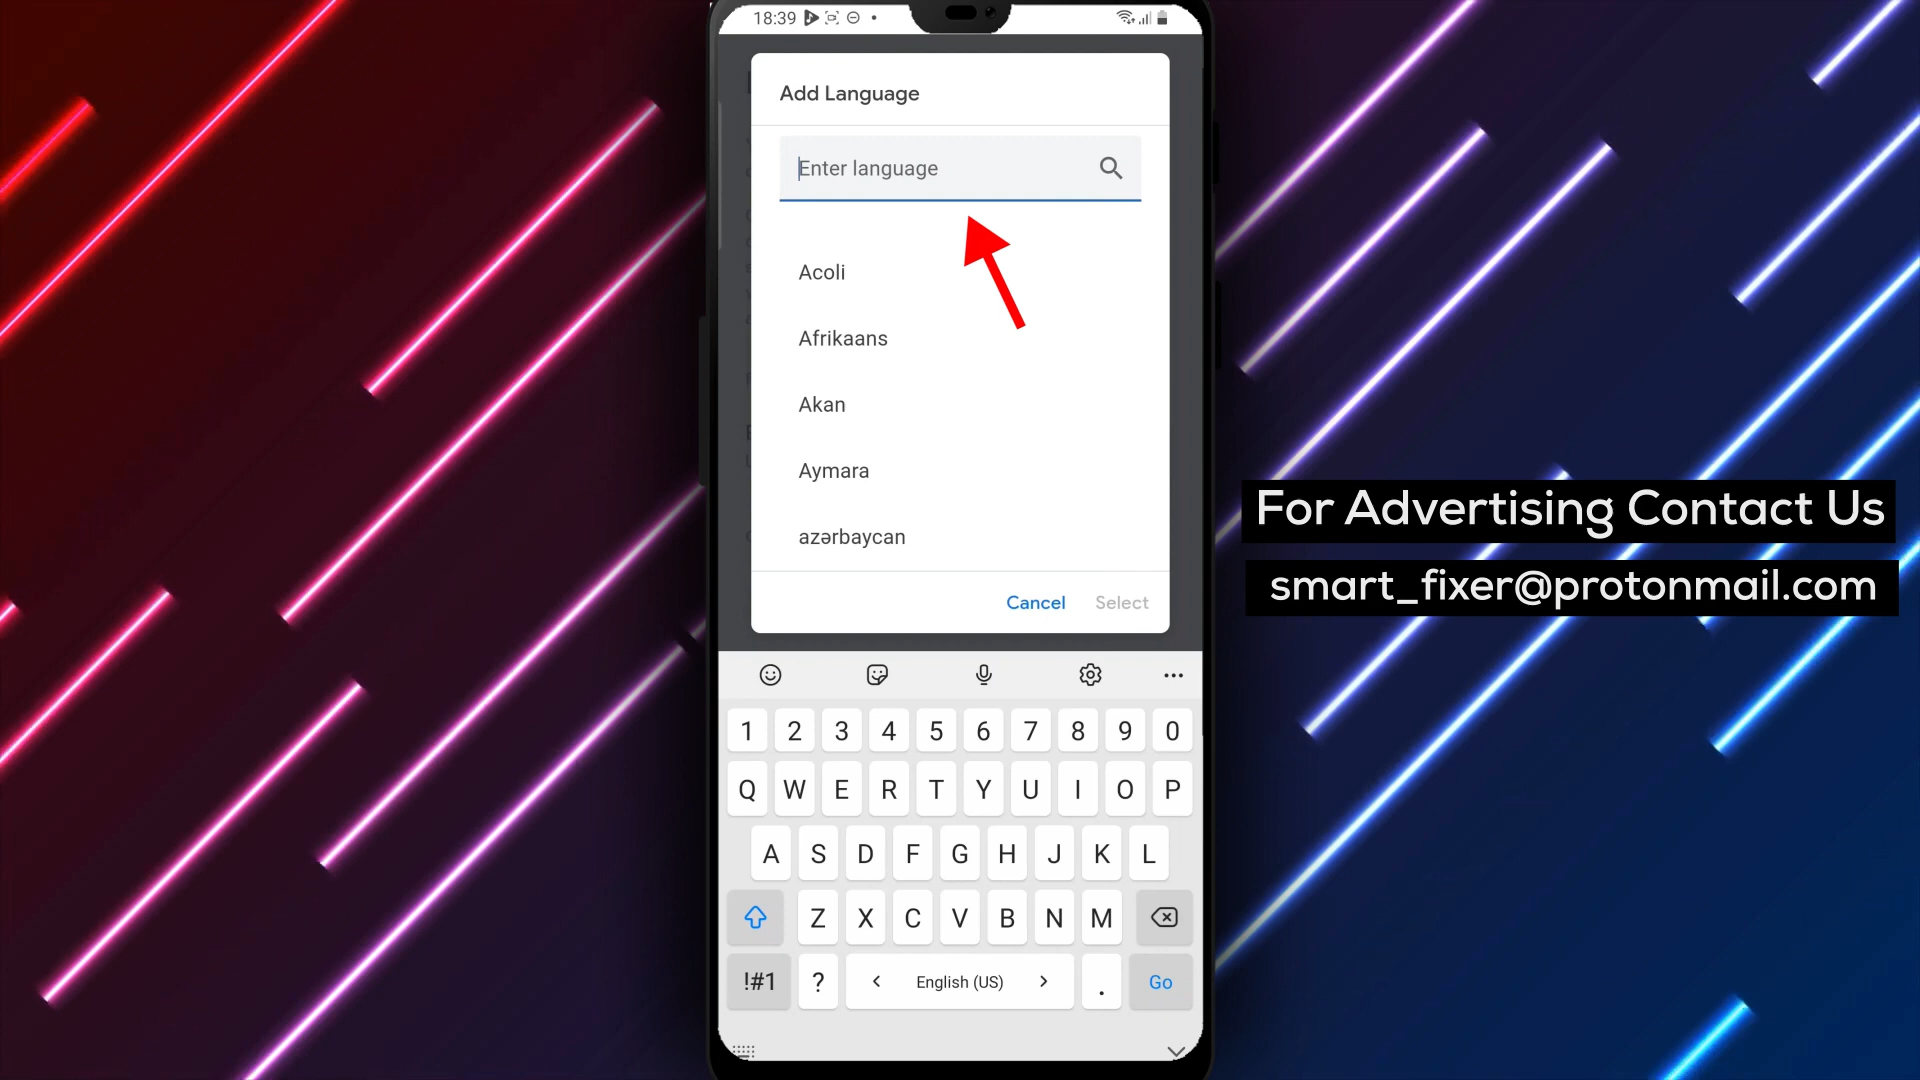 18:39
Add Language
Enter language
Acoli
Afrikaans
Akan
Aymara
azərbaycan
Cancel Select
For Advertising Contact Us
smart_fixer@protonmail.com
1 2 3 4 5 6 7 8 9 0
Q W E R T Y U I O P
A S D F G H J K L
Z X C V B N M
!#1 ? < English (US) > . Go